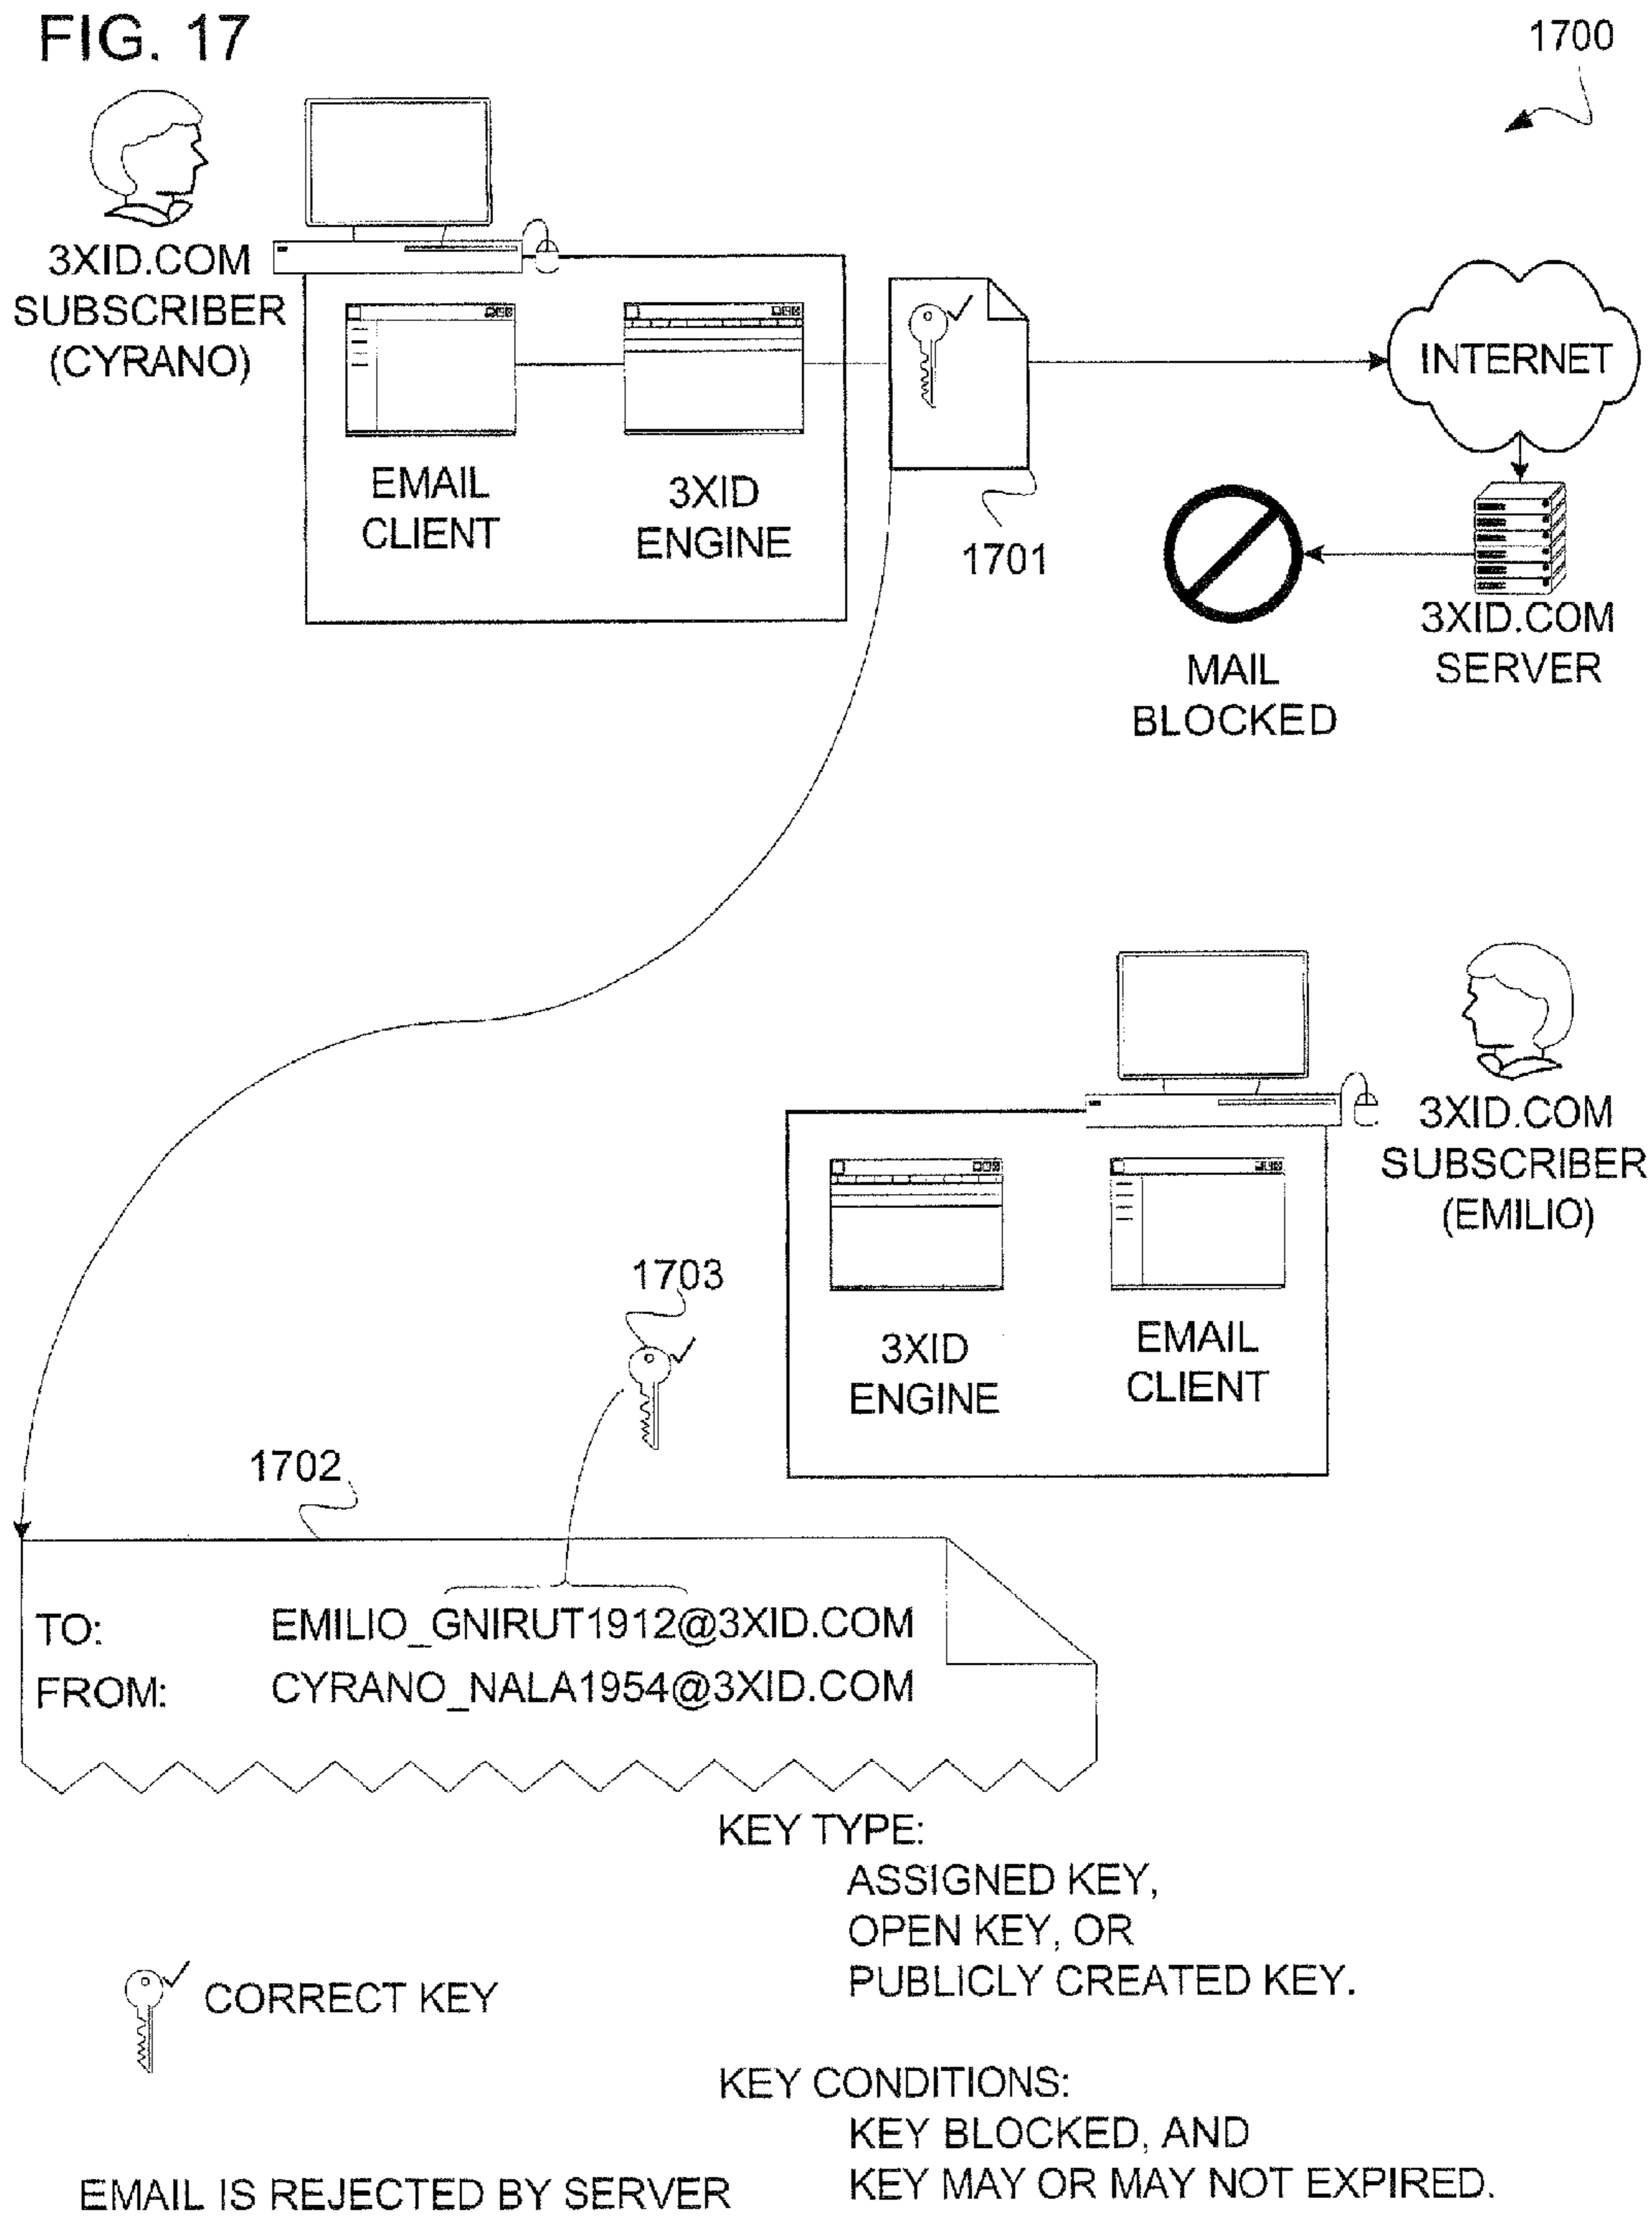 FIG. 17
1700
3XID.COM
SUBSCRIBER
(CYRANO)
EMAIL
CLIENT
3XID
ENGINE
1701
INTERNET
3XID.COM
SERVER
MAIL
BLOCKED
3XID.COM
SUBSCRIBER
(EMILIO)
3XID
ENGINE
EMAIL
CLIENT
1703
1702
TO: EMILIO_GNIRUT1912@3XID.COM
FROM: CYRANO_NALA1954@3XID.COM
KEY TYPE:
ASSIGNED KEY,
OPEN KEY, OR
PUBLICLY CREATED KEY.
CORRECT KEY
KEY CONDITIONS:
KEY BLOCKED, AND
KEY MAY OR MAY NOT EXPIRED.
EMAIL IS REJECTED BY SERVER